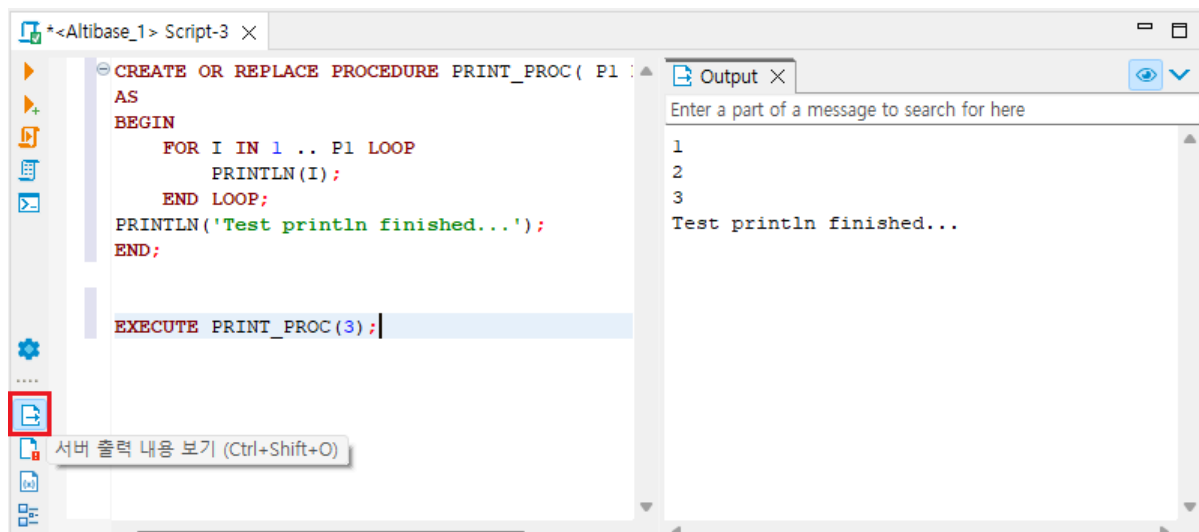 *<Altibase_1> Script-3
CREATE OR REPLACE PROCEDURE PRINT_PROC( P1
AS
BEGIN
FOR I IN 1 .. P1 LOOP
PRINTLN(I);
END LOOP;
PRINTLN('Test println finished...');
END;
EXECUTE PRINT_PROC(3);
서버 출력 내용 보기 (Ctrl+Shift+O)
Output
Enter a part of a message to search for here
1
2
3
Test println finished...